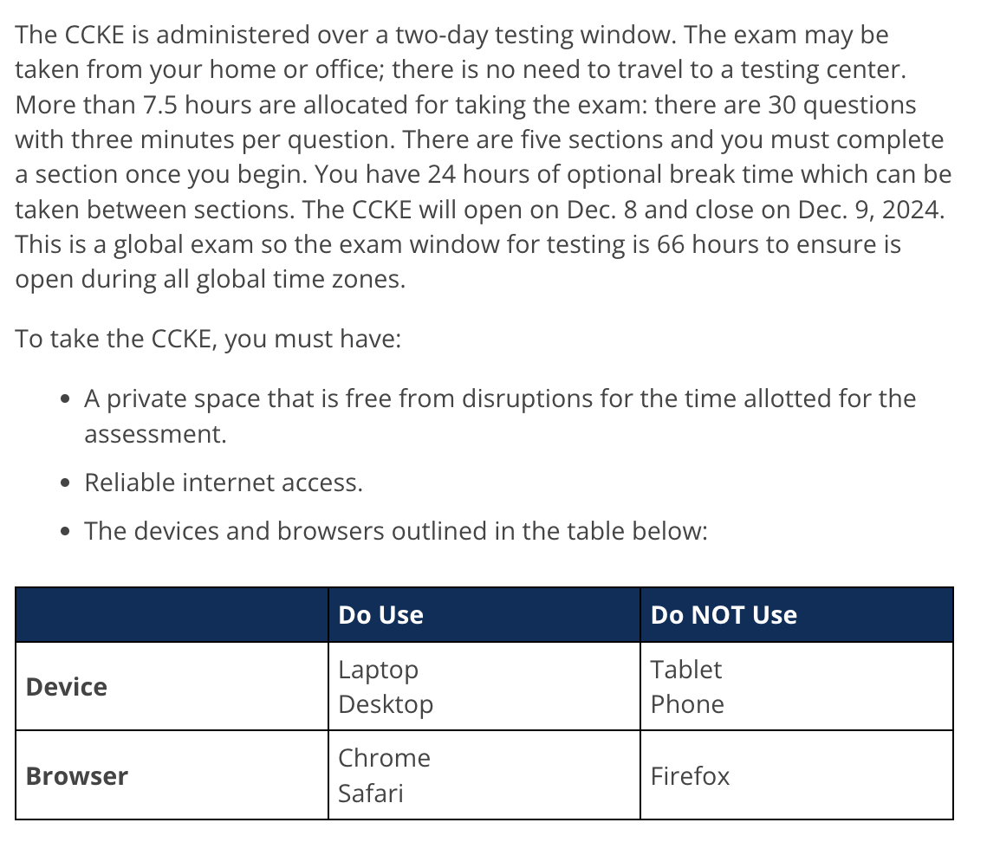 The CCKE is administered over a two-day testing window. The exam may be
taken from your home or office; there is no need to travel to a testing center.
More than 7.5 hours are allocated for taking the exam: there are 30 questions
with three minutes per question. There are five sections and you must complete
a section once you begin. You have 24 hours of optional break time which can be
taken between sections. The CCKE will open on Dec. 8 and close on Dec. 9, 2024.
This is a global exam so the exam window for testing is 66 hours to ensure is
open during all global time zones.
To take the CCKE, you must have:
• A private space that is free from disruptions for the time allotted for the
assessment.
• Reliable internet access.
• The devices and browsers outlined in the table below:
Do Use Do NOT Use
Device
Laptop Tablet
Desktop Phone
Browser
Chrome
Safari
Firefox